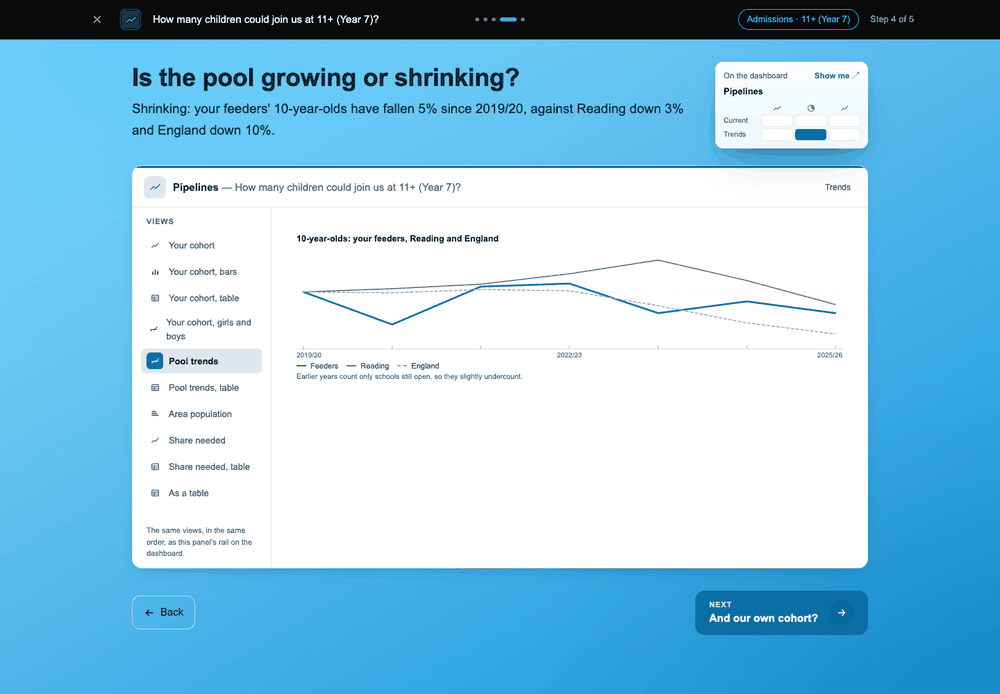 How many children could join us at 11+ (Year 7)?
Admissions · 11+ (Year 7)
Step 4 of 5
Is the pool growing or shrinking?
Shrinking: your feeders' 10-year-olds have fallen 5% since 2019/20, against Reading down 3%
and England down 10%.
On the dashboard
Show me
Pipelines
Current
Trends
Pipelines — How many children could join us at 11+ (Year 7)?
Trends
VIEWS
Your cohort
Your cohort, bars
Your cohort, table
Your cohort, girls and
boys
Pool trends
Pool trends, table
Area population
Share needed
Share needed, table
As a table
The same views, in the same
order, as this panel's rail on the
dashboard.
10-year-olds: your feeders, Reading and England
2019/20
2022/23
2025/26
Feeders
Reading
England
Earlier years count only schools still open, so they slightly undercount.
Back
NEXT
And our own cohort?